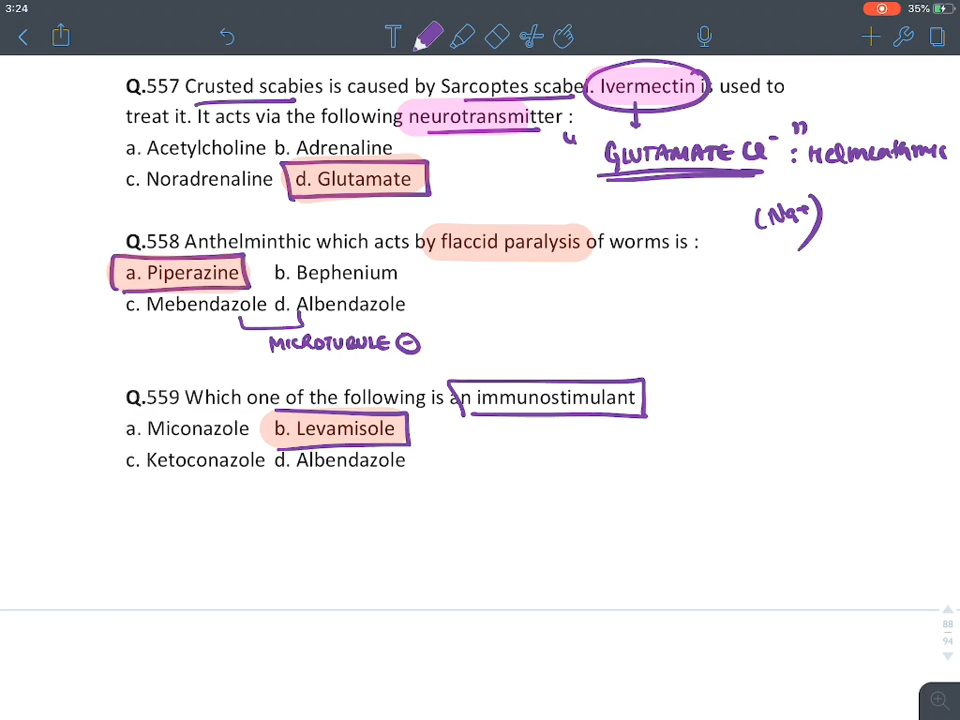 3:24
35%
T
Q.557 Crusted scabies is caused by Sarcoptes scabei. Ivermectin is used to
treat it. It acts via the following neurotransmitter :
a. Acetylcholine b. Adrenaline
" GLUTAMATE Cl- " :
c. Noradrenaline d. Glutamate
(Na+)
Q.558 Anthelminthic which acts by flaccid paralysis of worms is :
a. Piperazine b. Bephenium
c. Mebendazole d. Albendazole
MICROTUBULE ⊖
Q.559 Which one of the following is an immunostimulant
a. Miconazole b. Levamisole
c. Ketoconazole d. Albendazole
88
94